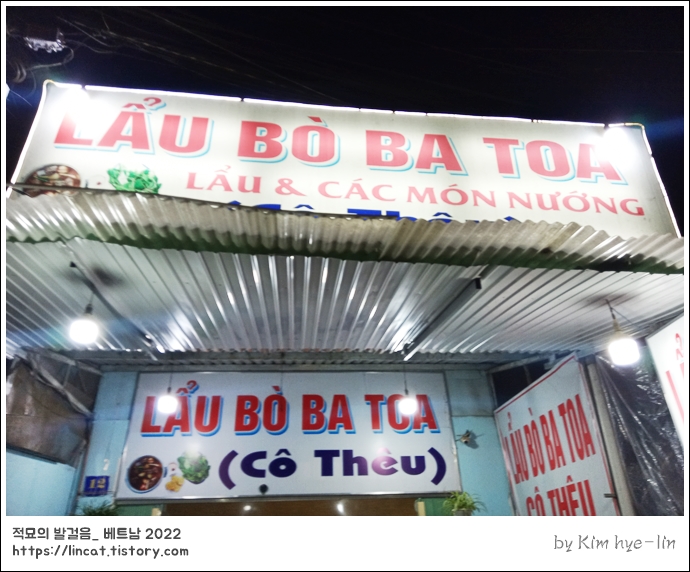 LẨU BÒ BA TOA
LẨU & CÁC MÓN NƯỚNG
LẨU BÒ BA TOA
(Cô Thêu)
12
LẨU BÒ BA TOA
CÔ THÊU
적묘의 발걸음_ 베트남 2022
https://lincat.tistory.com
by Kim hye-lin